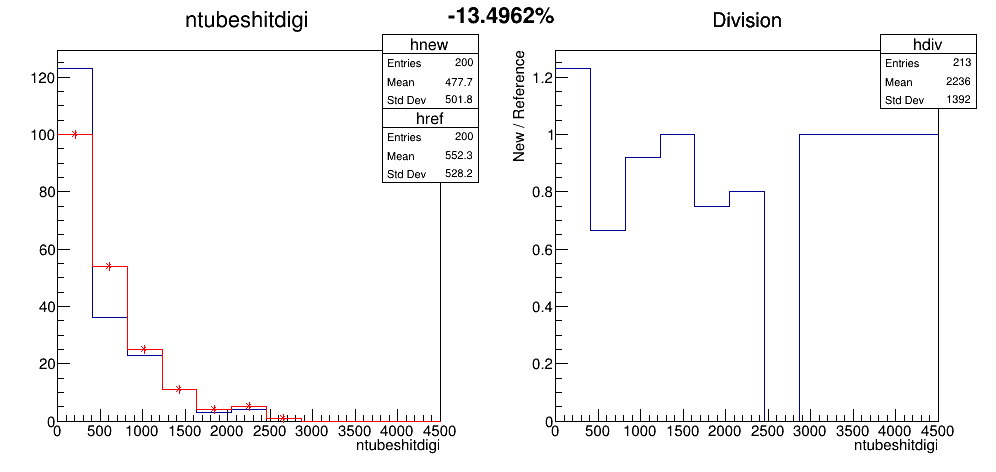 ntubeshitdigi
-13.4962%
Division
hnew
Entries 200
Mean 477.7
Std Dev 501.8
href
Entries 200
Mean 552.3
Std Dev 528.2
120
100
80
60
40
20
0
0 500 1000 1500 2000 2500 3000 3500 4000 4500
ntubeshitdigi
hdiv
Entries 213
Mean 2236
Std Dev 1392
New / Reference
1.2
1
0.8
0.6
0.4
0.2
0
0 500 1000 1500 2000 2500 3000 3500 4000 4500
ntubeshitdigi